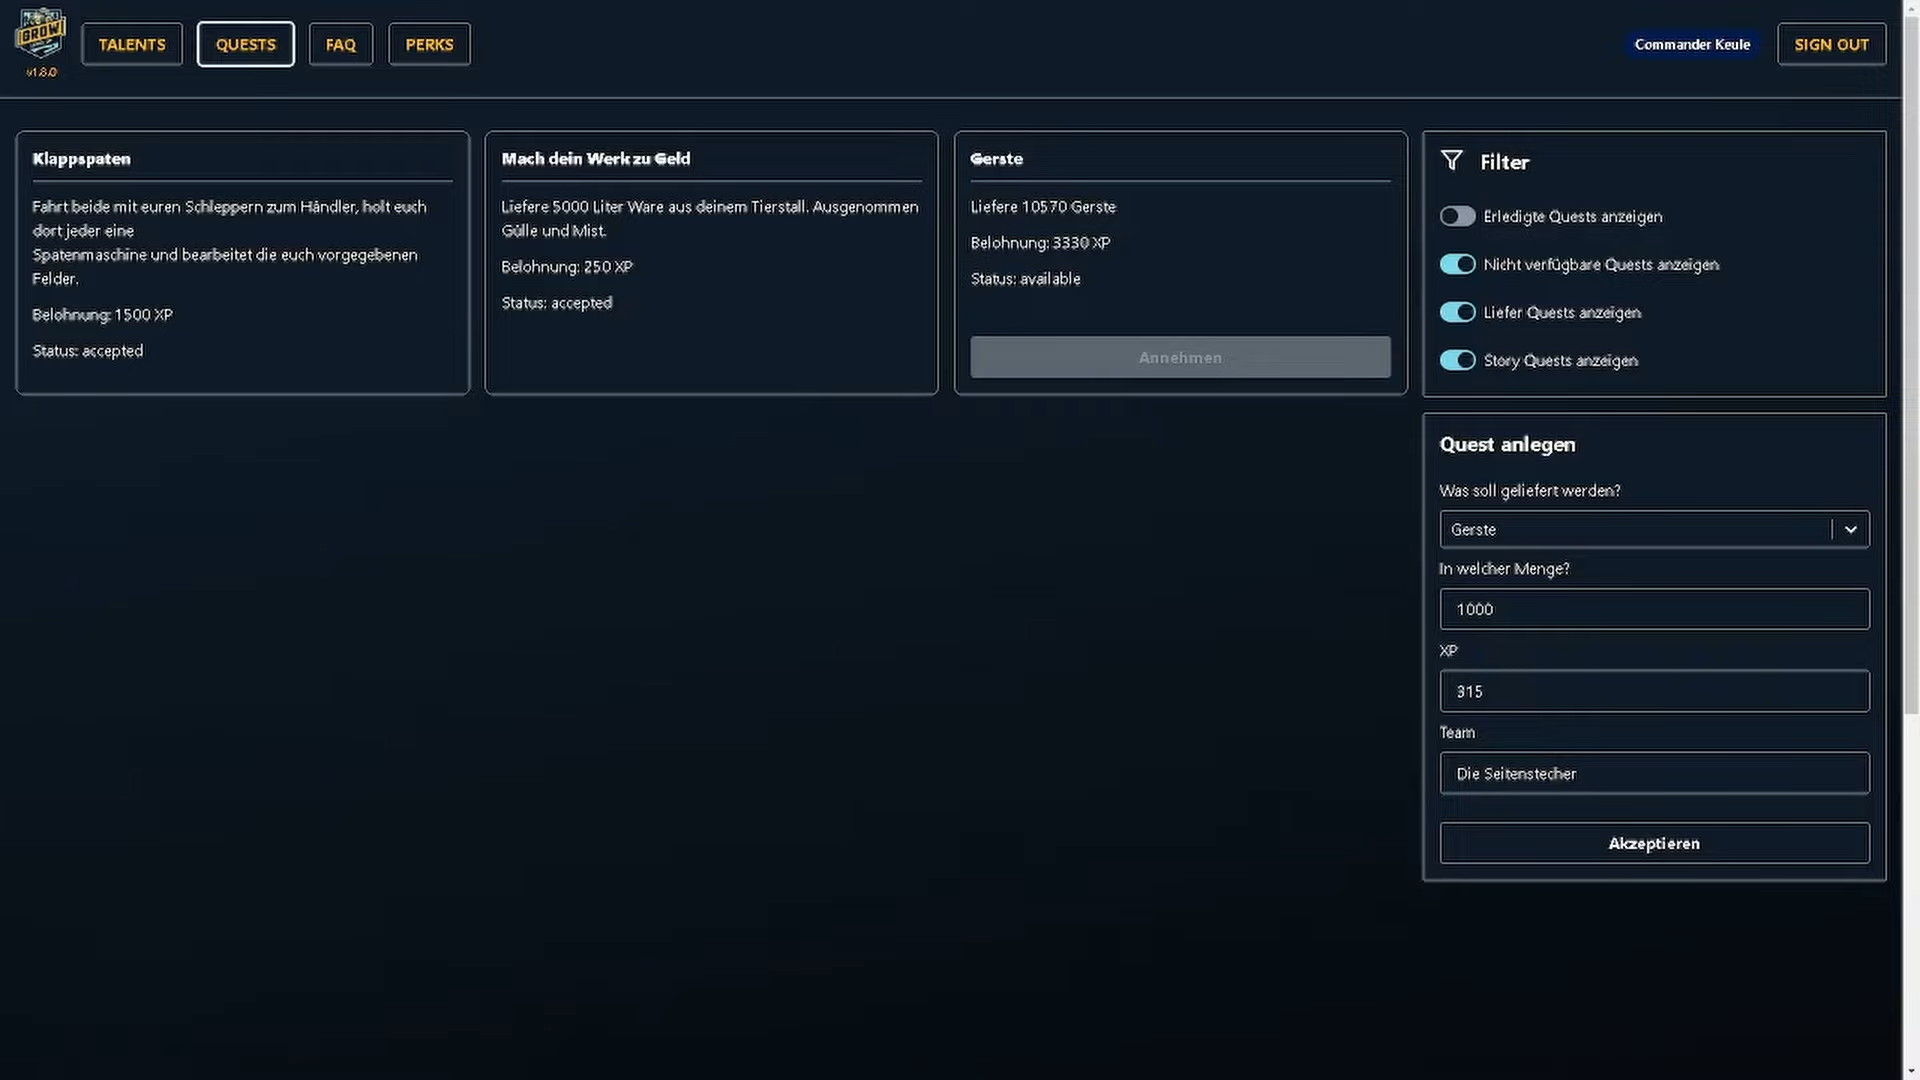 GROW
v1.8.0
TALENTS
QUESTS
FAQ
PERKS
Commander Keule
SIGN OUT
Klappspaten
Fahrt beide mit euren Schleppern zum Händler, holt euch
dort jeder eine
Spatenmaschine und bearbeitet die euch vorgegebenen
Felder.
Belohnung: 1500 XP
Status: accepted
Mach dein Werk zu Geld
Liefere 5000 Liter Ware aus deinem Tierstall. Ausgenommen
Gülle und Mist.
Belohnung: 250 XP
Status: accepted
Gerste
Liefere 10570 Gerste
Belohnung: 3330 XP
Status: available
Annehmen
Filter
Erledigte Quests anzeigen
Nicht verfügbare Quests anzeigen
Liefer Quests anzeigen
Story Quests anzeigen
Quest anlegen
Was soll geliefert werden?
Gerste
In welcher Menge?
1000
XP
315
Team
Die Seitenstecher
Akzeptieren